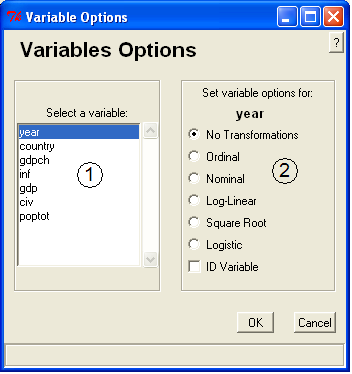 Variable Options
Variables Options
?
Select a variable:
year
country
gdpch
inf
gdp
civ
poptot
1
Set variable options for:
year
No Transformations
Ordinal
Nominal
Log-Linear
Square Root
Logistic
ID Variable
2
OK
Cancel